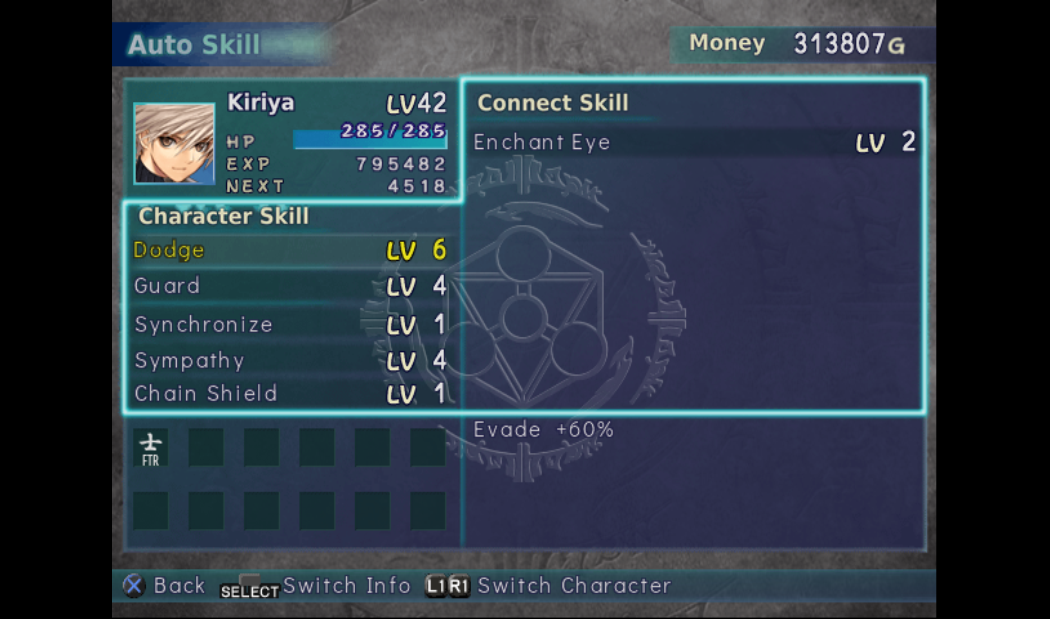 Auto Skill
Money 313807G
Kiriya LV42
HP 285/285
EXP 795482
NEXT 4518
Character Skill
Dodge LV 6
Guard LV 4
Synchronize LV 1
Sympathy LV 4
Chain Shield LV 1
Connect Skill
Enchant Eye LV 2
FTR
Evade +60%
Back SELECT Switch Info L1 R1 Switch Character